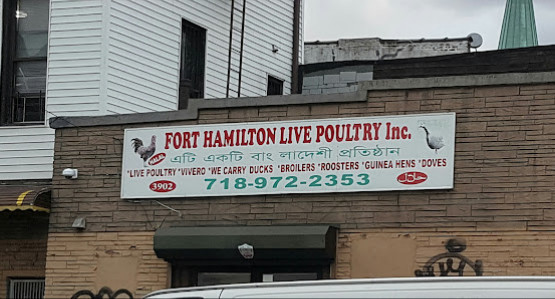 FORT HAMILTON LIVE POULTRY Inc.
এটি একটি বাংলাদেশী প্রতিষ্ঠান
*LIVE POULTRY *VIVERO *WE CARRY DUCKS *BROILERS *ROOSTERS *GUINEA HENS *DOVES
3902 718-972-2353 حلال